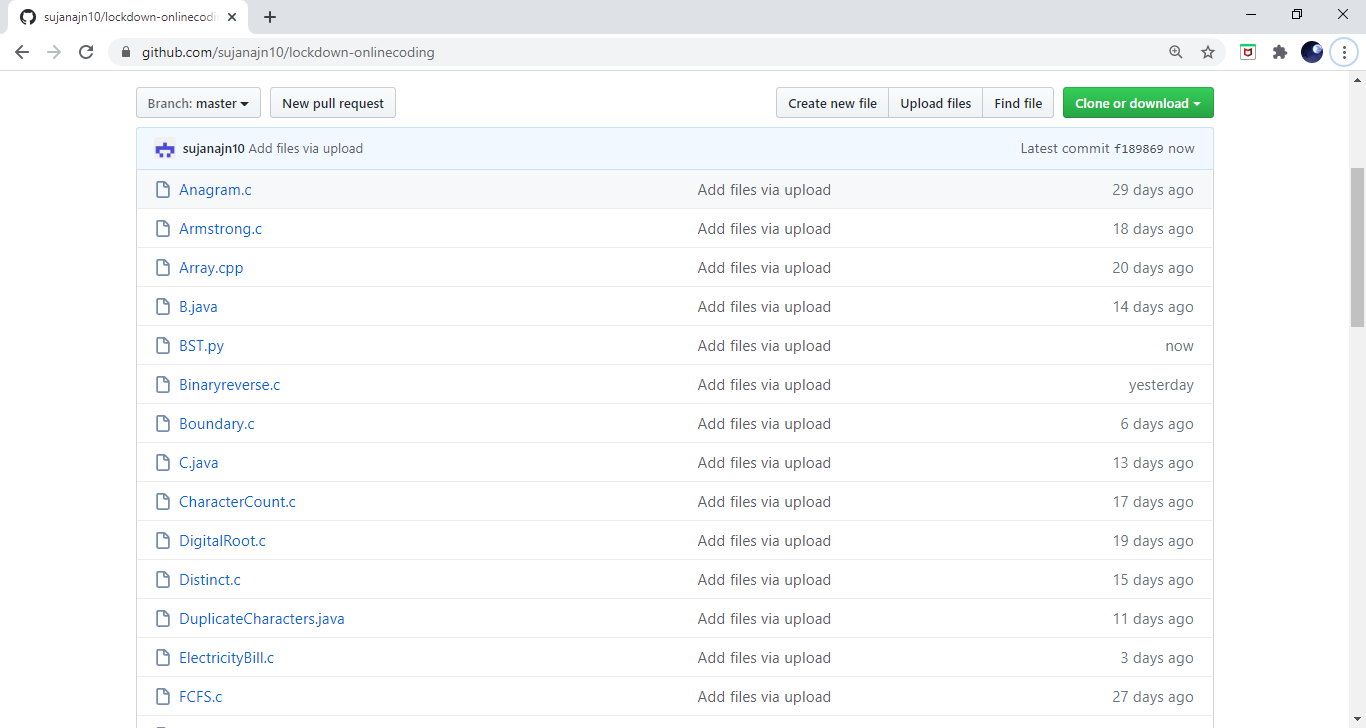 sujanajn10/lockdown-onlinecodin
github.com/sujanajn10/lockdown-onlinecoding
Branch: master New pull request Create new file Upload files Find file Clone or download
sujanajn10 Add files via upload Latest commit f189869 now
Anagram.c Add files via upload 29 days ago
Armstrong.c Add files via upload 18 days ago
Array.cpp Add files via upload 20 days ago
B.java Add files via upload 14 days ago
BST.py Add files via upload now
Binaryreverse.c Add files via upload yesterday
Boundary.c Add files via upload 6 days ago
C.java Add files via upload 13 days ago
CharacterCount.c Add files via upload 17 days ago
DigitalRoot.c Add files via upload 19 days ago
Distinct.c Add files via upload 15 days ago
DuplicateCharacters.java Add files via upload 11 days ago
ElectricityBill.c Add files via upload 3 days ago
FCFS.c Add files via upload 27 days ago